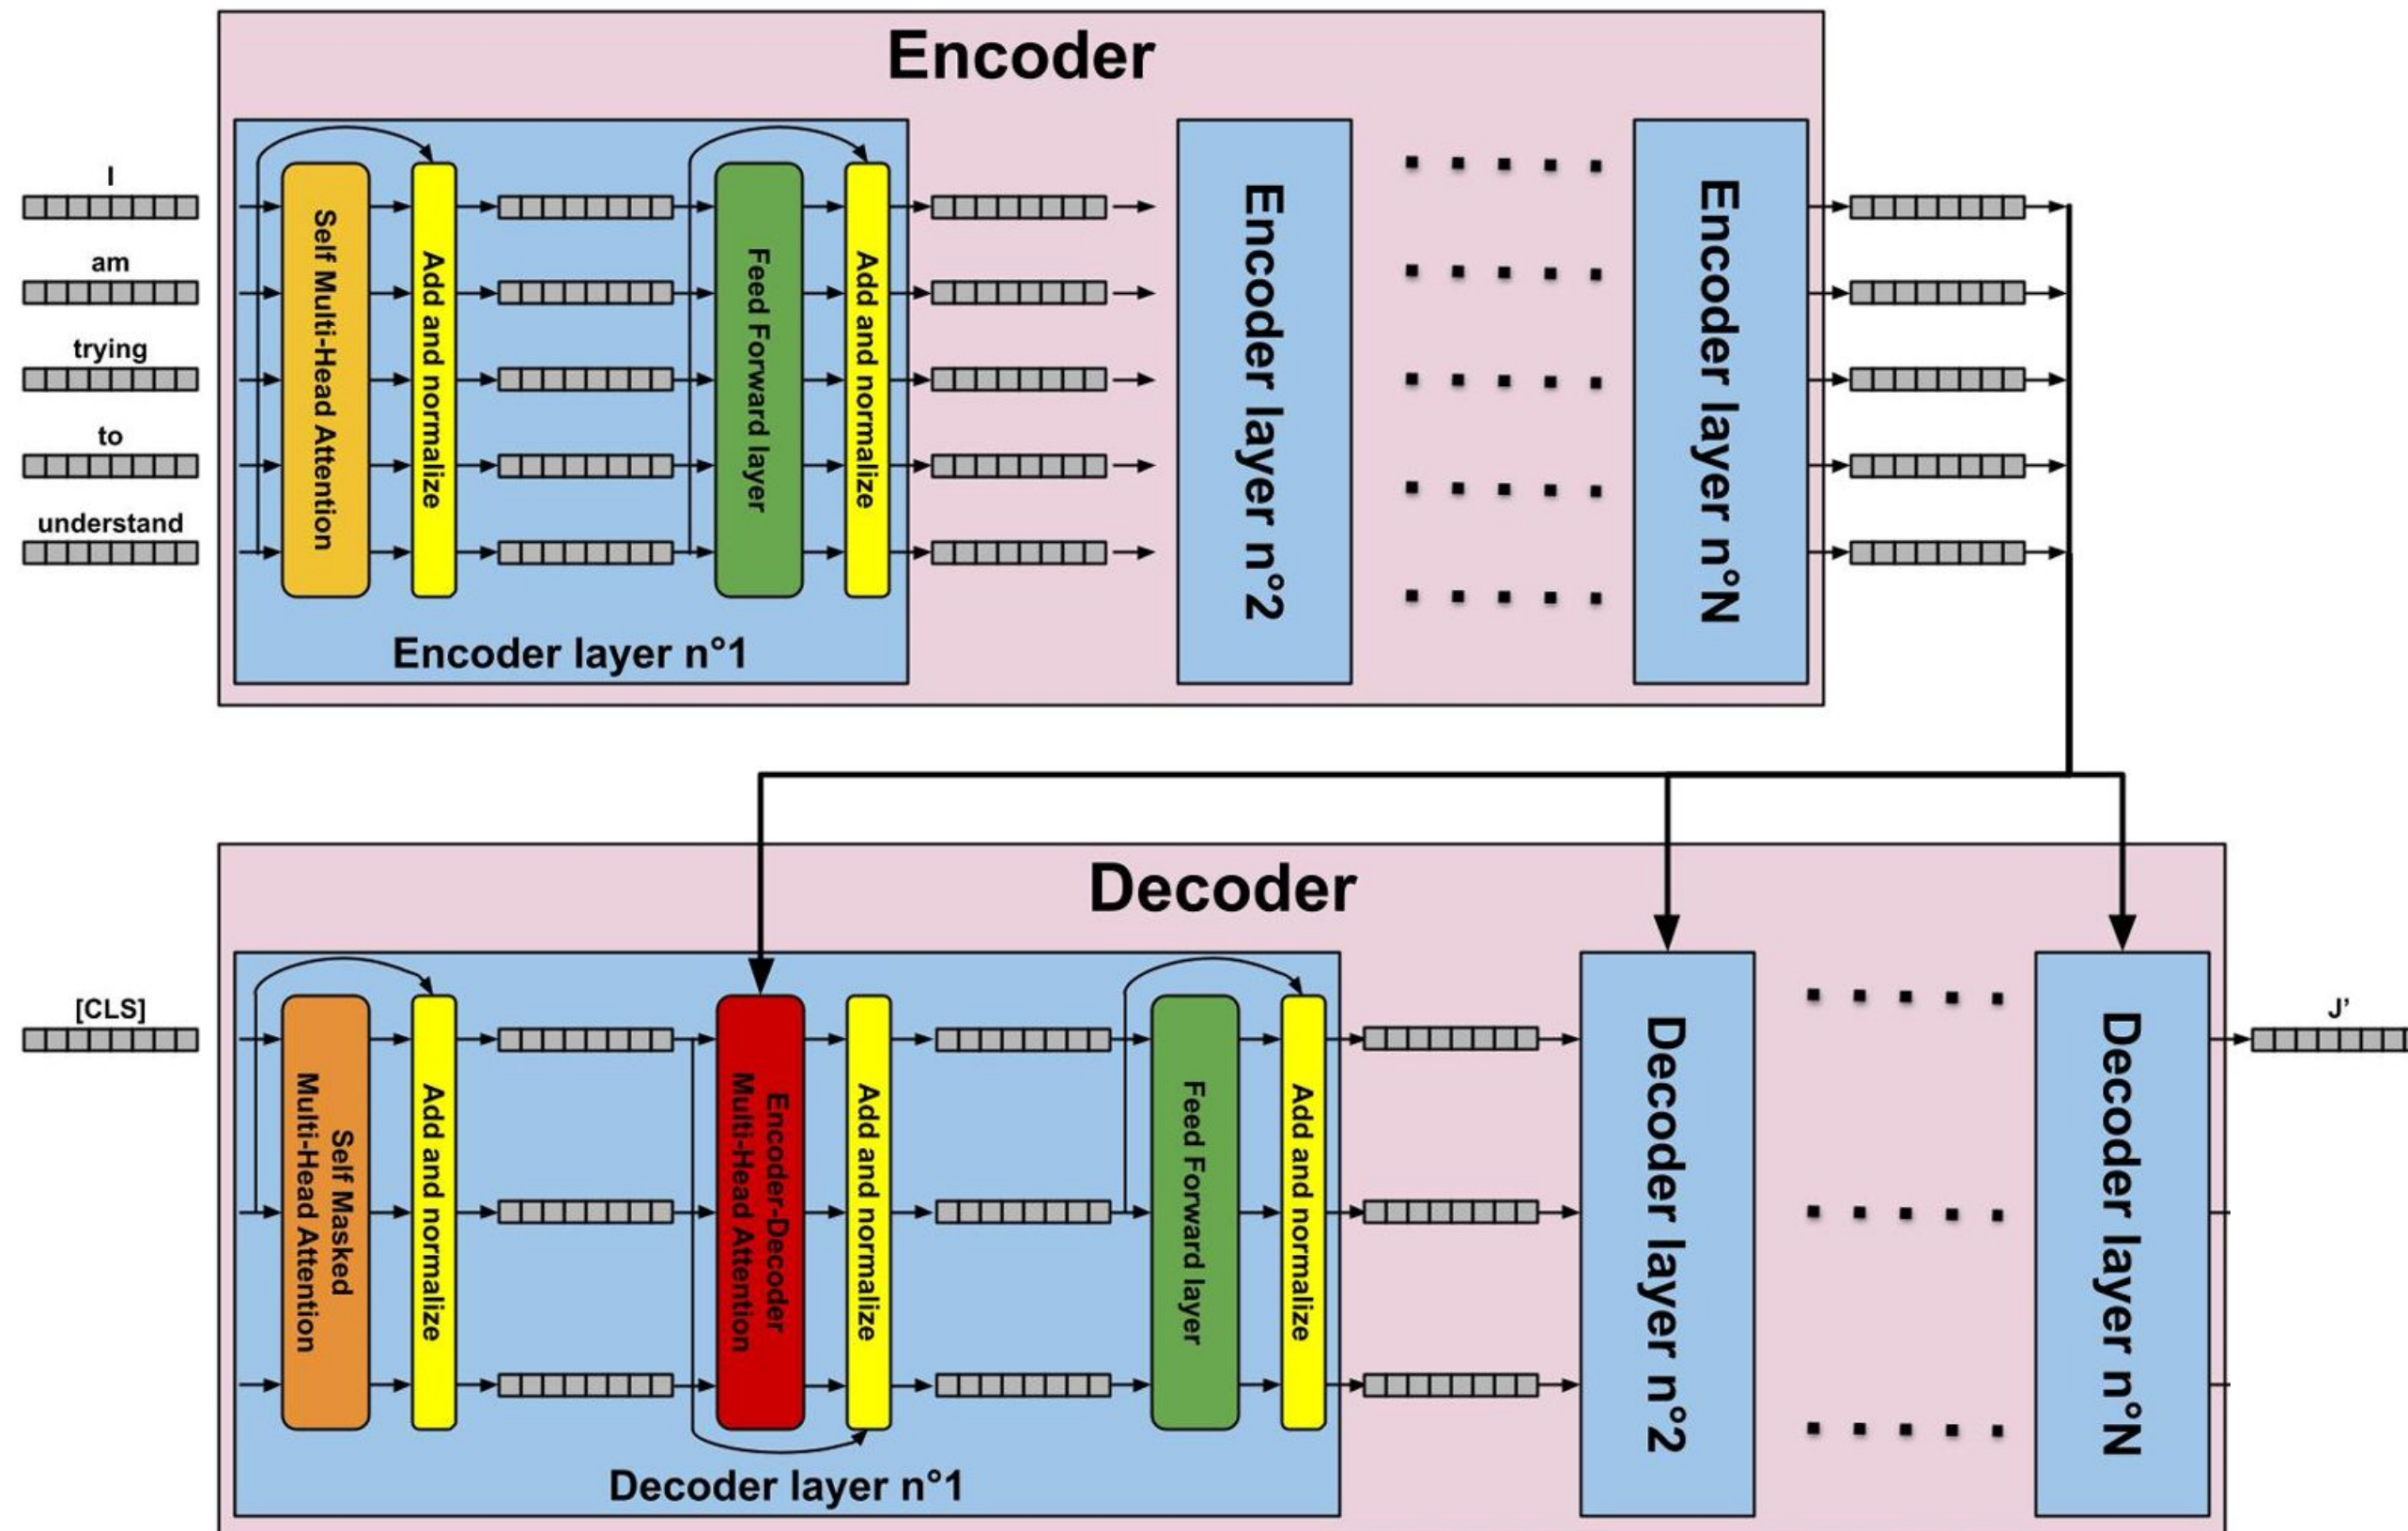 Encoder
I
am
trying
to
understand
Self Multi-Head Attention
Add and normalize
Feed Forward layer
Add and normalize
Encoder layer n°1
Encoder layer n°2
Encoder layer n°N
Decoder
[CLS]
Self Masked
Multi-Head Attention
Add and normalize
Encoder-Decoder
Multi-Head Attention
Add and normalize
Feed Forward layer
Add and normalize
Decoder layer n°1
Decoder layer n°2
Decoder layer n°N
J’